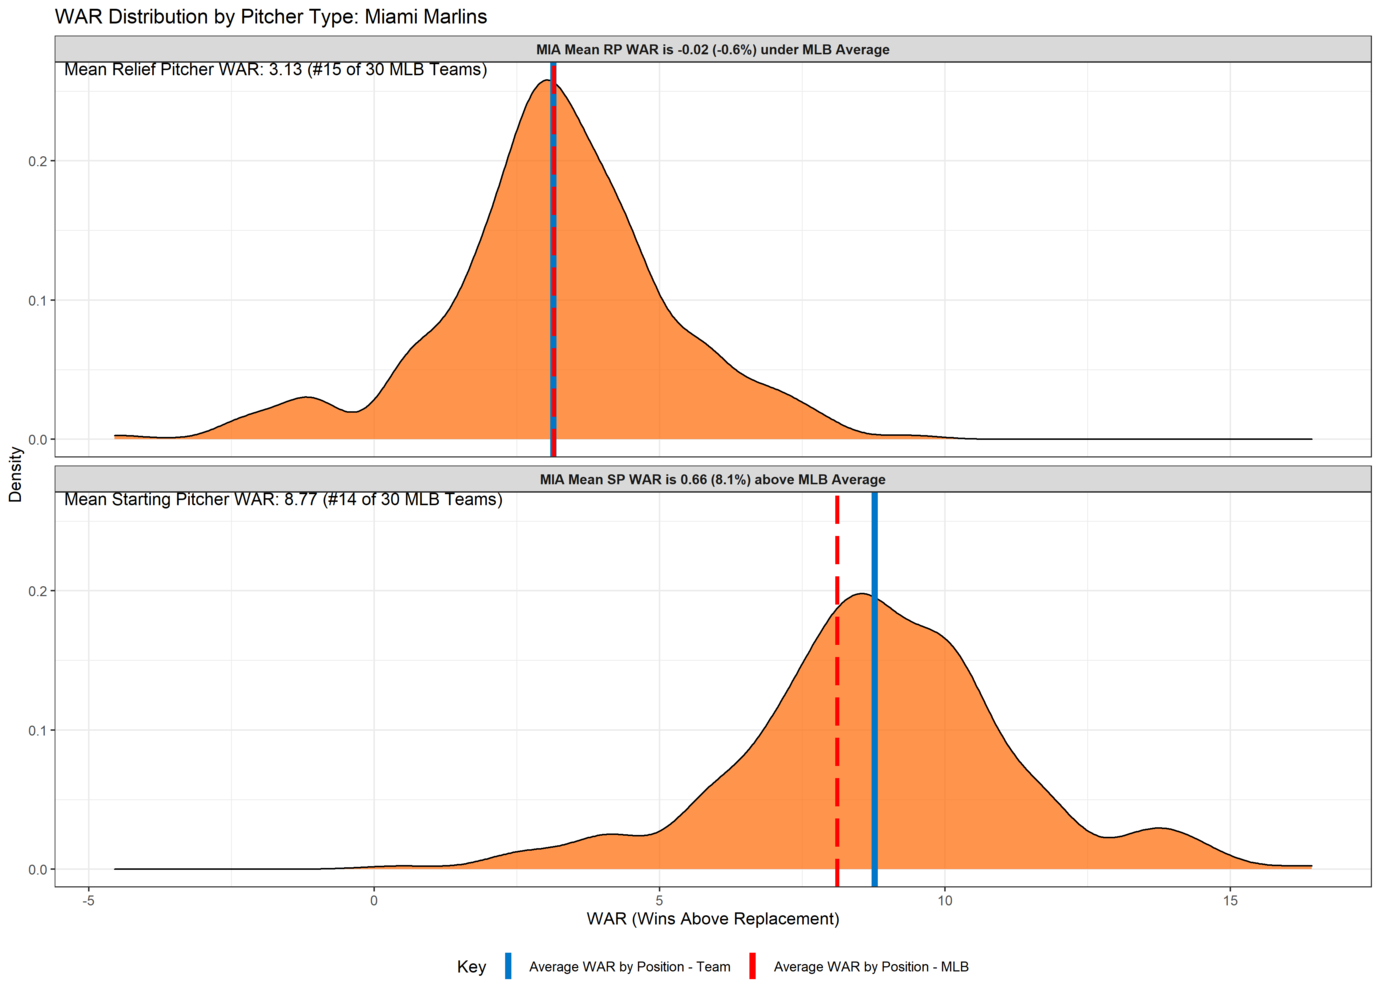 WAR Distribution by Pitcher Type: Miami Marlins
MIA Mean RP WAR is -0.02 (-0.6%) under MLB Average
Mean Relief Pitcher WAR: 3.13 (#15 of 30 MLB Teams)
0.2
0.1
0.0
Density
MIA Mean SP WAR is 0.66 (8.1%) above MLB Average
Mean Starting Pitcher WAR: 8.77 (#14 of 30 MLB Teams)
0.2
0.1
0.0
-5 0 5 10 15
WAR (Wins Above Replacement)
Key Average WAR by Position - Team Average WAR by Position - MLB